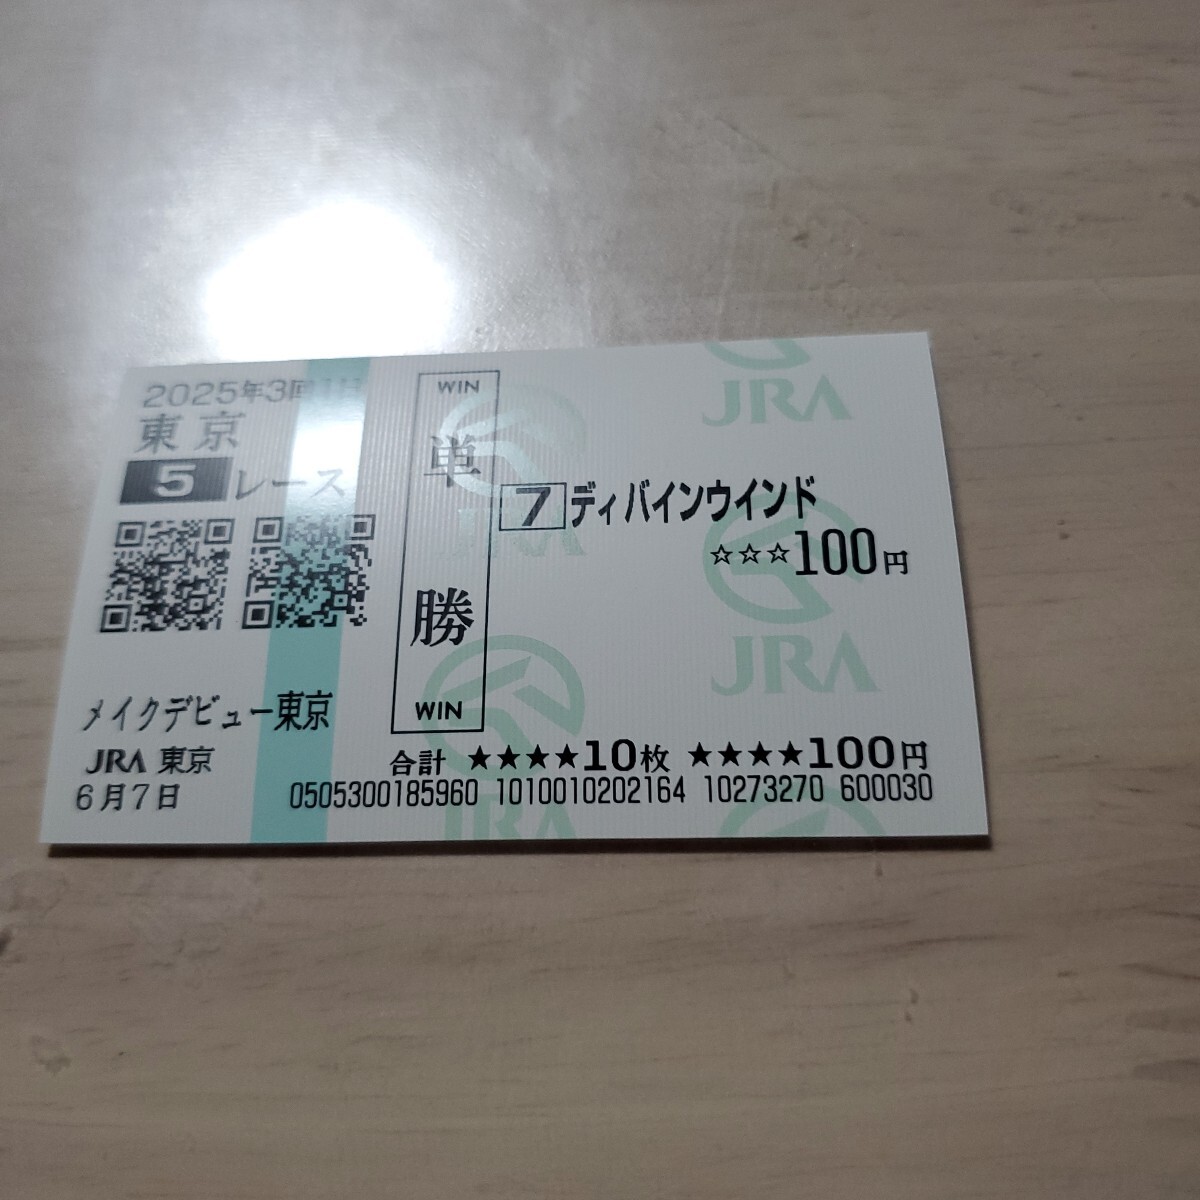 2025年3回1日
東京
5レース
メイクデビュー東京
JRA 東京
6月7日
WIN
単
勝
WIN
7 ディバインウインド
☆☆☆100円
合計 ★★★★10枚 ★★★★100円
0505300185960 1010010202164 10273270 600030
JRA
JRA
JRA
JRA